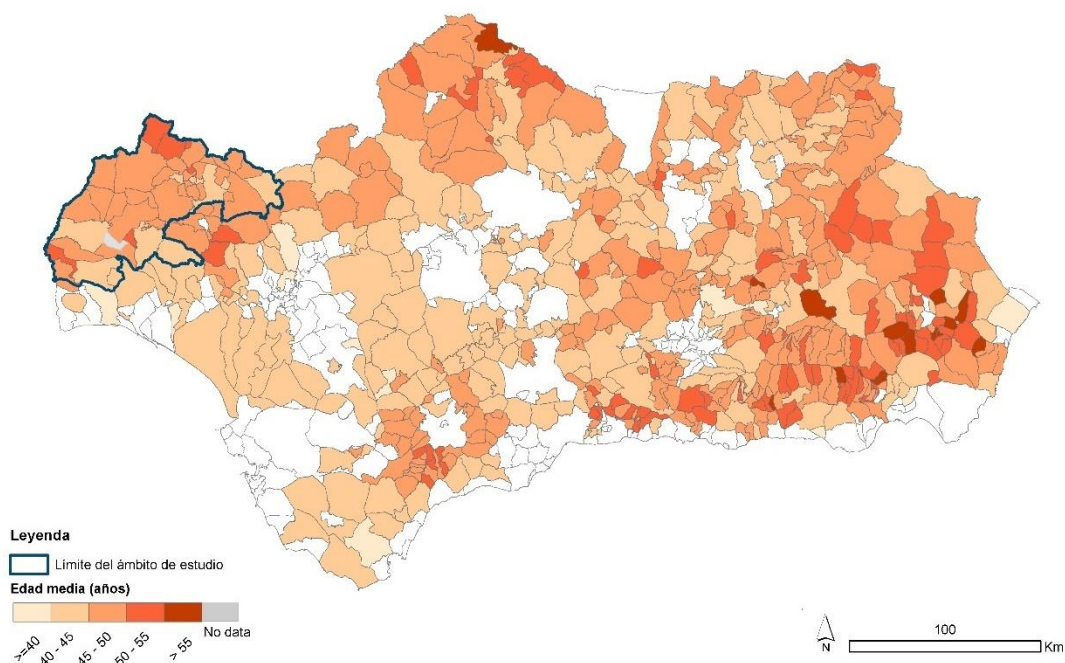 Leyenda
Límite del ámbito de estudio
Edad media (años)
>=40
40 - 45
45 - 50
50 - 55
> 55
No data
N
100
Km